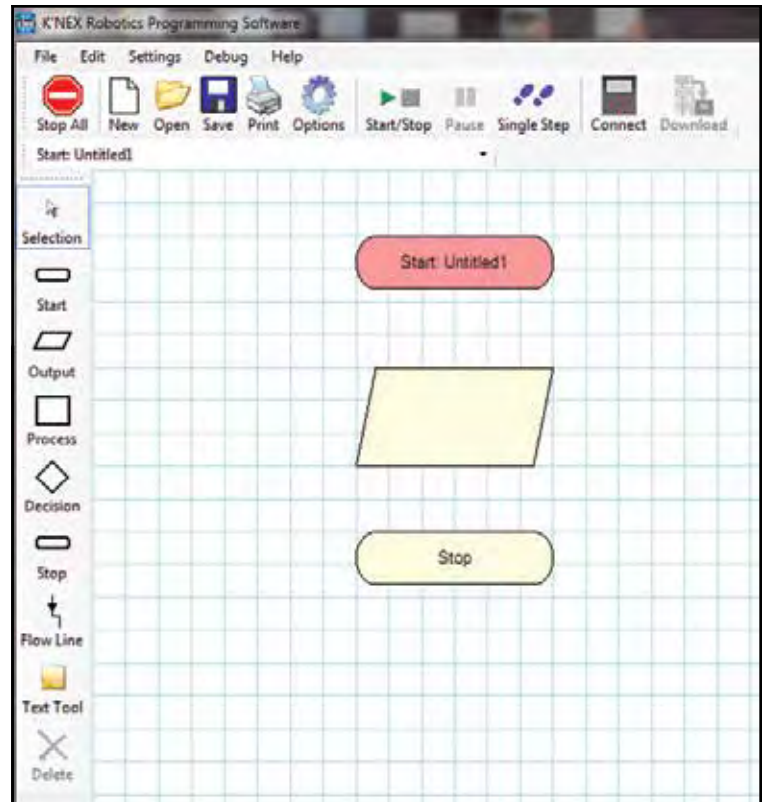 K'NEX Robotics Programming Software
File Edit Settings Debug Help
Stop All New Open Save Print Options Start/Stop Pause Single Step Connect Download
Start: Untitled1
Selection
Start
Output
Process
Decision
Stop
Flow Line
Text Tool
Delete
Start: Untitled1
Stop